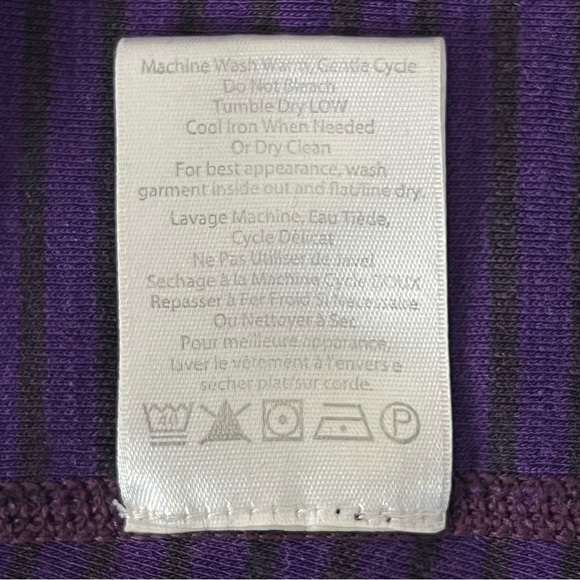 Machine Wash Warm, Gentle Cycle
Do Not Bleach
Tumble Dry LOW
Cool Iron When Needed
Or Dry Clean
For best appearance, wash
garment inside out and flat/line dry.
Lavage Machine, Eau Tiède,
Cycle Délicat
Ne Pas Utiliser de Javel
Sechage à la Machine Cycle DOUX
Repasser à Fer Froid Si Nécessaire
Ou Nettoyer à Sec
Pour meilleure apparance,
laver le vêtement à l'envers e
secher plat/sur corde.
40 P